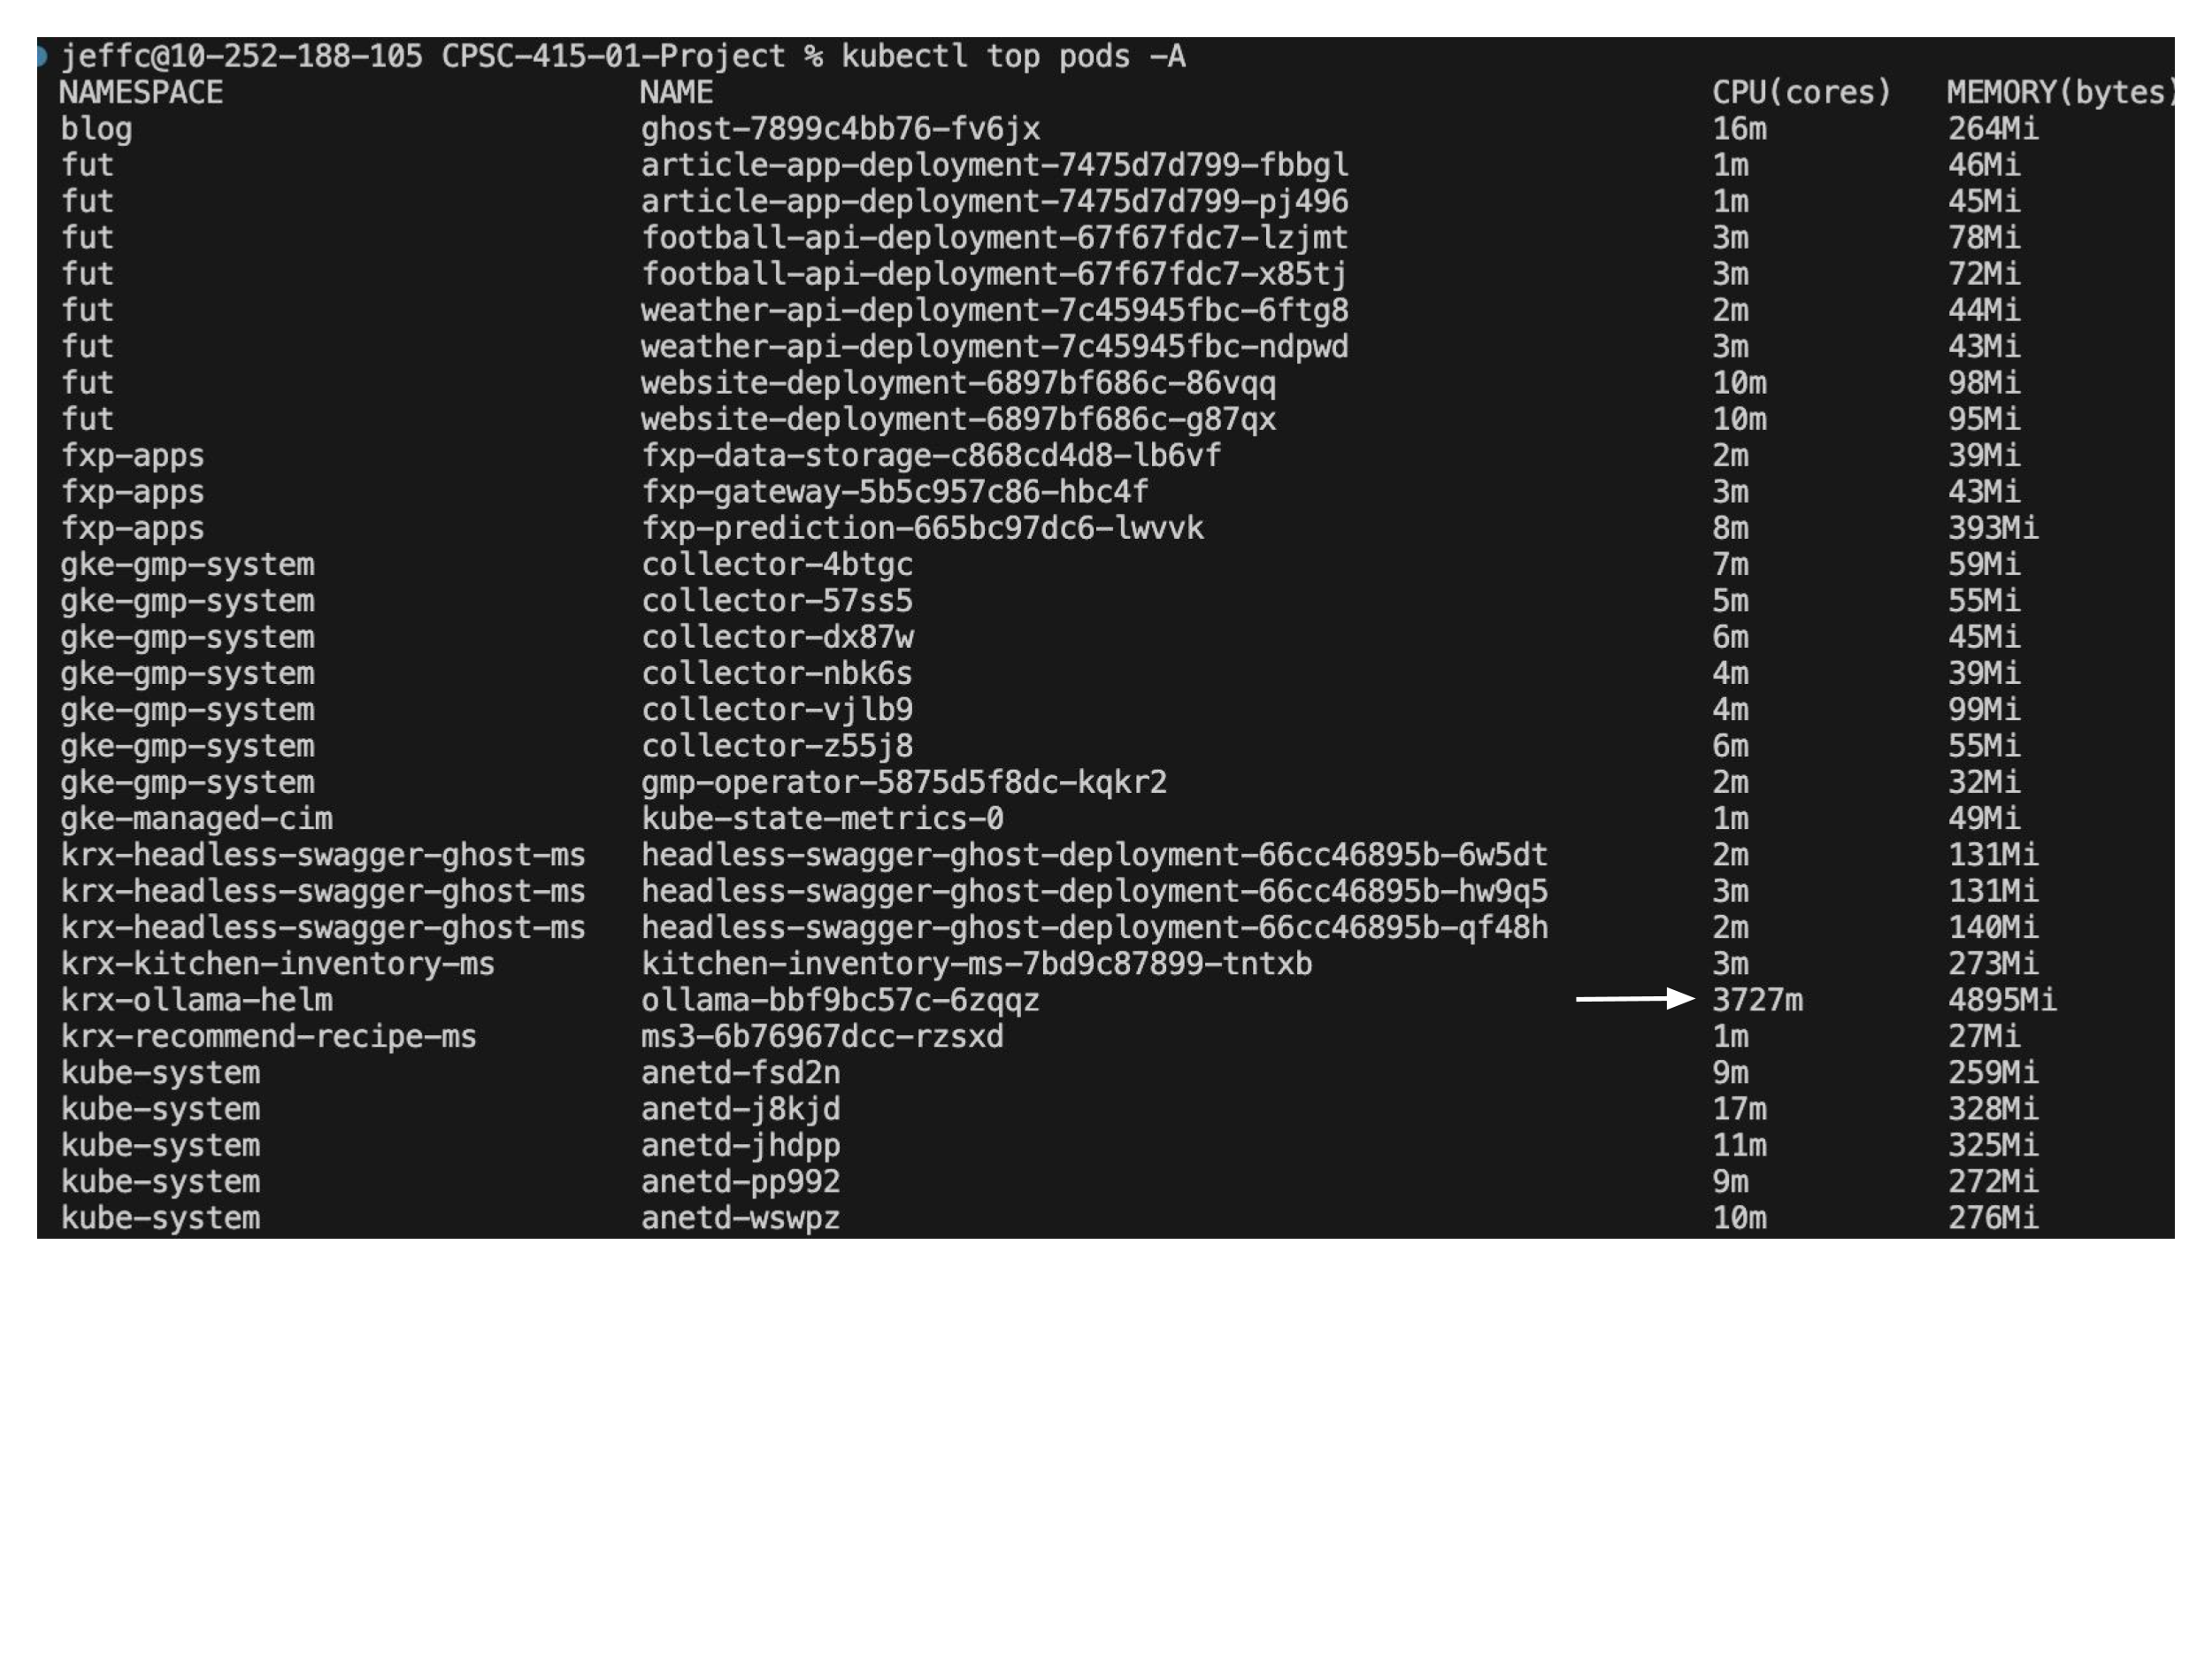 jeffc@10-252-188-105 CPSC-415-01-Project % kubectl top pods -A
NAMESPACE NAME CPU(cores) MEMORY(bytes)
blog ghost-7899c4bb76-fv6jx 16m 264Mi
fut article-app-deployment-7475d7d799-fbbgl 1m 46Mi
fut article-app-deployment-7475d7d799-pj496 1m 45Mi
fut football-api-deployment-67f67fdc7-lzjmt 3m 78Mi
fut football-api-deployment-67f67fdc7-x85tj 3m 72Mi
fut weather-api-deployment-7c45945fbc-6ftg8 2m 44Mi
fut weather-api-deployment-7c45945fbc-ndpwd 3m 43Mi
fut website-deployment-6897bf686c-86vqq 10m 98Mi
fut website-deployment-6897bf686c-g87qx 10m 95Mi
fxp-apps fxp-data-storage-c868cd4d8-lb6vf 2m 39Mi
fxp-apps fxp-gateway-5b5c957c86-hbc4f 3m 43Mi
fxp-apps fxp-prediction-665bc97dc6-lwvvk 8m 393Mi
gke-gmp-system collector-4btgc 7m 59Mi
gke-gmp-system collector-57ss5 5m 55Mi
gke-gmp-system collector-dx87w 6m 45Mi
gke-gmp-system collector-nbk6s 4m 39Mi
gke-gmp-system collector-vjlb9 4m 99Mi
gke-gmp-system collector-z55j8 6m 55Mi
gke-gmp-system gmp-operator-5875d5f8dc-kqkr2 2m 32Mi
gke-managed-cim kube-state-metrics-0 1m 49Mi
krx-headless-swagger-ghost-ms headless-swagger-ghost-deployment-66cc46895b-6w5dt 2m 131Mi
krx-headless-swagger-ghost-ms headless-swagger-ghost-deployment-66cc46895b-hw9q5 3m 131Mi
krx-headless-swagger-ghost-ms headless-swagger-ghost-deployment-66cc46895b-qf48h 2m 140Mi
krx-kitchen-inventory-ms kitchen-inventory-ms-7bd9c87899-tntxb 3m 273Mi
krx-ollama-helm ollama-bbf9bc57c-6zqqz 3727m 4895Mi
krx-recommend-recipe-ms ms3-6b76967dcc-rzsxd 1m 27Mi
kube-system anetd-fsd2n 9m 259Mi
kube-system anetd-j8kjd 17m 328Mi
kube-system anetd-jhdpp 11m 325Mi
kube-system anetd-pp992 9m 272Mi
kube-system anetd-wswpz 10m 276Mi